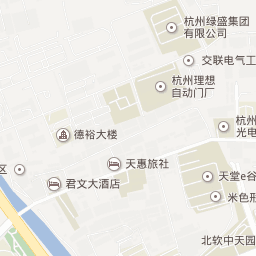 杭州绿盛集团
有限公司
交联电气工
杭州理想
自动门厂
杭州
光电
德裕大楼
天惠旅社
区
君文大酒店
天堂e谷
米色形
北软中天园